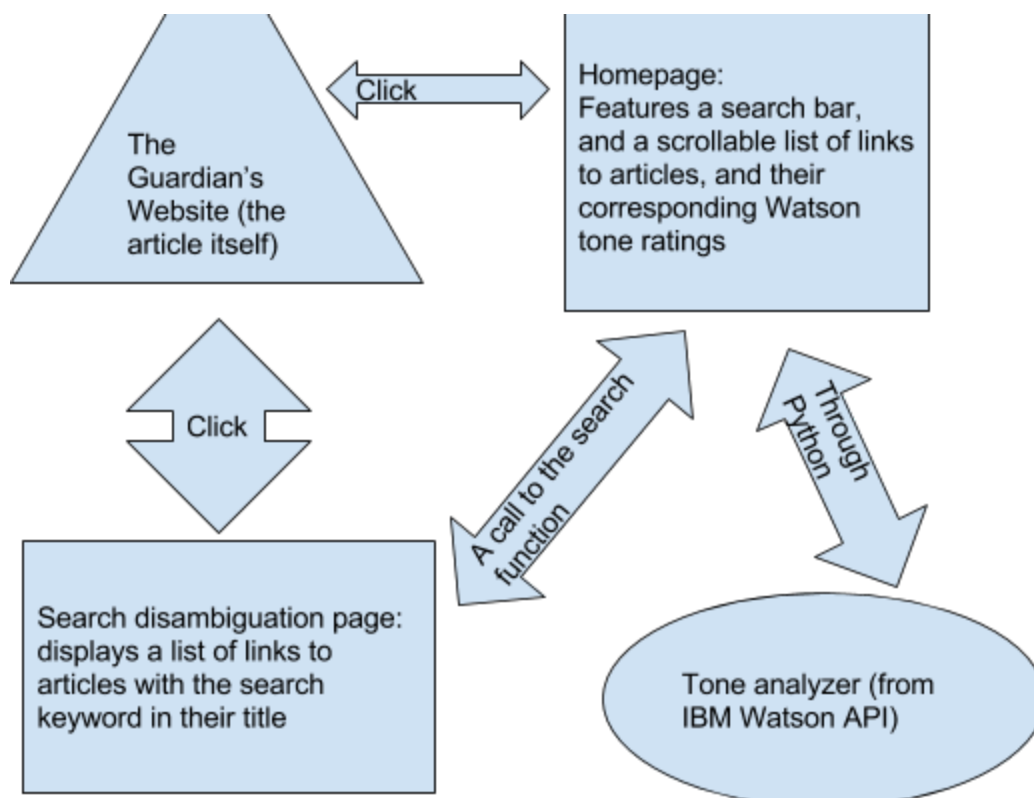 The
Guardian's
Website (the
article itself)
Click
Homepage:
Features a search bar,
and a scrollable list of links
to articles, and their
corresponding Watson
tone ratings
Click
A call to the search
function
Through
Python
Search disambiguation page:
displays a list of links to
articles with the search
keyword in their title
Tone analyzer (from
IBM Watson API)